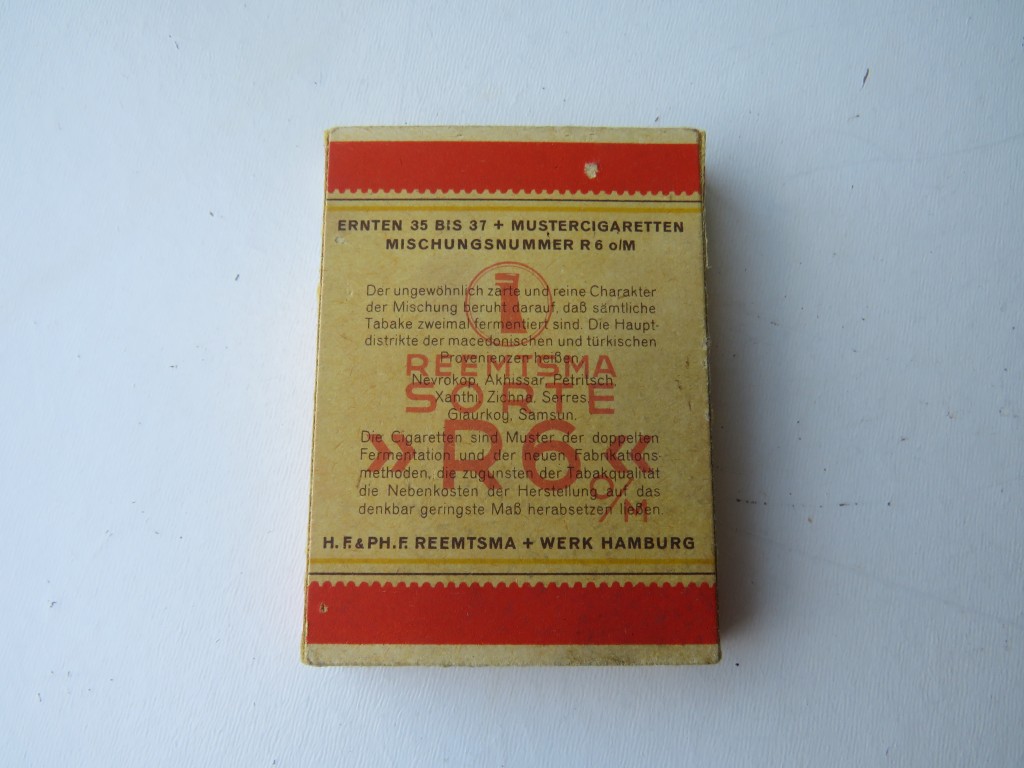 ERNTEN 35 BIS 37 + MUSTERCIGARETTEN
MISCHUNGSNUMMER R 6 o/M
Der ungewöhnlich zarte und reine Charakter
der Mischung beruht darauf, daß sämtliche
Tabake zweimal fermentiert sind. Die Haupt-
distrikte der macedonischen und türkischen
Provenienzen heißen:
Nevrokop, Akhissar, Petritsch,
Xanthi, Zichna, Serres,
Giaurkog, Samsun.
REEMTSMA
SORTE
» R6 «
o/M
Die Cigaretten sind Muster der doppelten
Fermentation und der neuen Fabrikations-
methoden, die zugunsten der Tabakqualität
die Nebenkosten der Herstellung auf das
denkbar geringste Maß herabsetzen ließen.
H. F. & PH. F. REEMTSMA + WERK HAMBURG